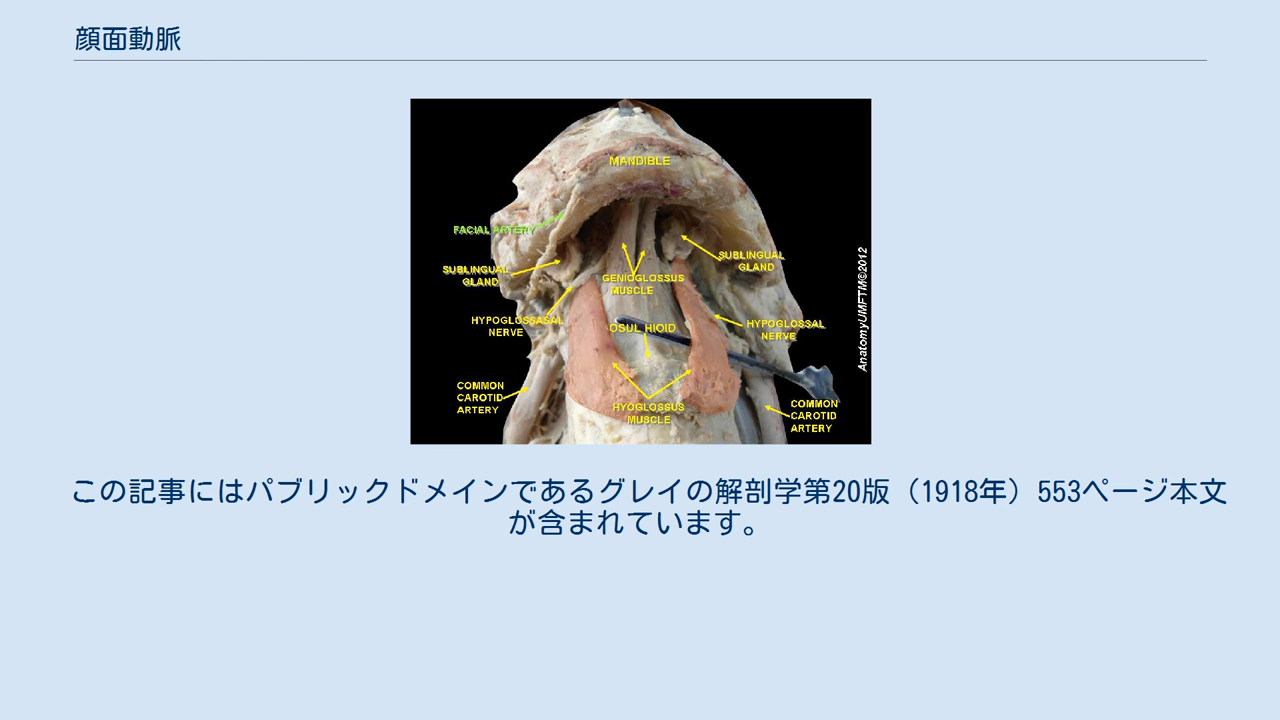 顔面動脈
MANDIBLE
FACIAL ARTERY
SUBLINGUAL
GLAND
SUBLINGUAL
GLAND
GENIOGLOSSUS
MUSCLE
HYPOGLOSSASAL
NERVE
OSUL HIOID
HYPOGLOSSAL
NERVE
COMMON
CAROTID
ARTERY
HYOGLOSSUS
MUSCLE
COMMON
CAROTID
ARTERY
AnatomyUMFTM©2012
この記事にはパブリックドメインであるグレイの解剖学第20版（1918年）553ページ本文
が含まれています。